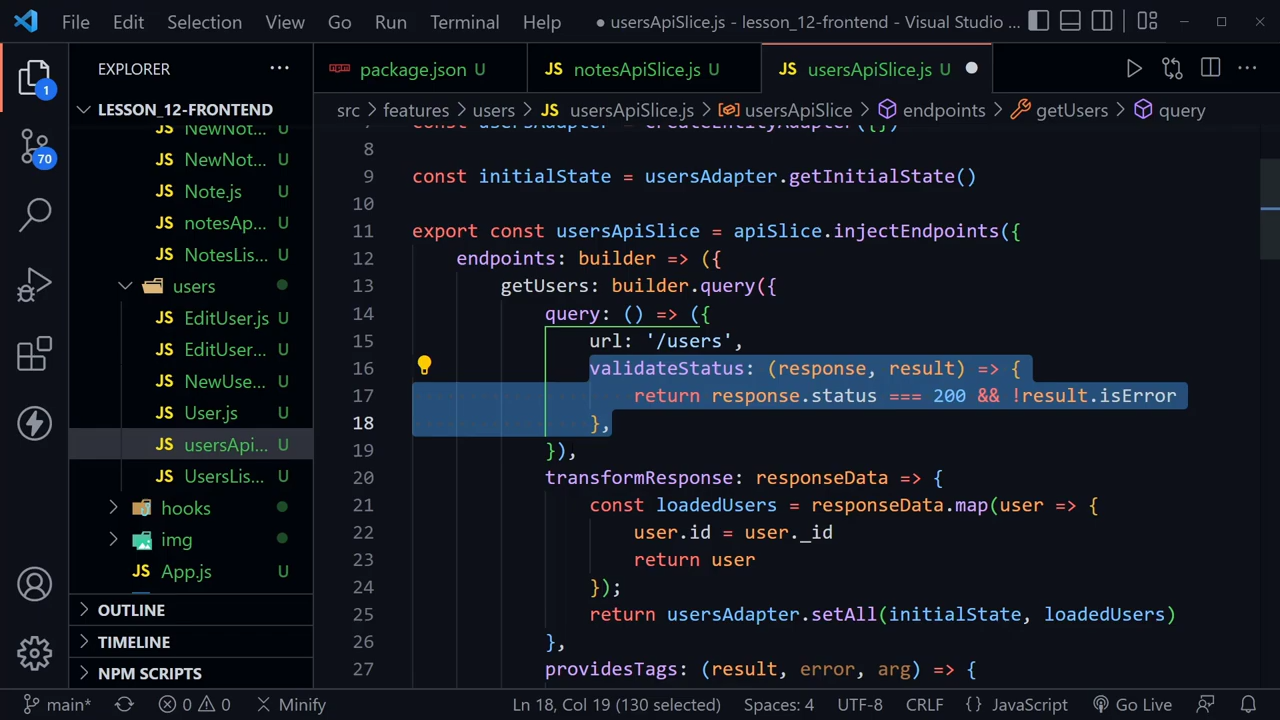 File Edit Selection View Go Run Terminal Help ● usersApiSlice.js - lesson_12-frontend - Visual Studio ...
EXPLORER ...
package.json U
JS notesApiSlice.js U
JS usersApiSlice.js U ●
src > features > users > JS usersApiSlice.js > usersApiSlice > endpoints > getUsers > query
1
70
LESSON_12-FRONTEND
JS NewNot... U
JS NewNot... U
JS Note.js U
JS notesAp... U
JS NotesLis... U
users
JS EditUser.js U
JS EditUser... U
JS NewUse... U
JS User.js U
JS usersApi... U
JS UsersLis... U
hooks
img
JS App.js U
OUTLINE
TIMELINE
NPM SCRIPTS
const usersAdapter = createEntityAdapter({})
8
9 const initialState = usersAdapter.getInitialState()
10
11 export const usersApiSlice = apiSlice.injectEndpoints({
12 endpoints: builder => ({
13 getUsers: builder.query({
14 query: () => ({
15 url: '/users',
16 validateStatus: (response, result) => {
17 return response.status === 200 && !result.isError
18 },
19 }),
20 transformResponse: responseData => {
21 const loadedUsers = responseData.map(user => {
22 user.id = user._id
23 return user
24 });
25 return usersAdapter.setAll(initialState, loadedUsers)
26 },
27 providesTags: (result, error, arg) => {
main* 0 0 Minify Ln 18, Col 19 (130 selected) Spaces: 4 UTF-8 CRLF {} JavaScript Go Live